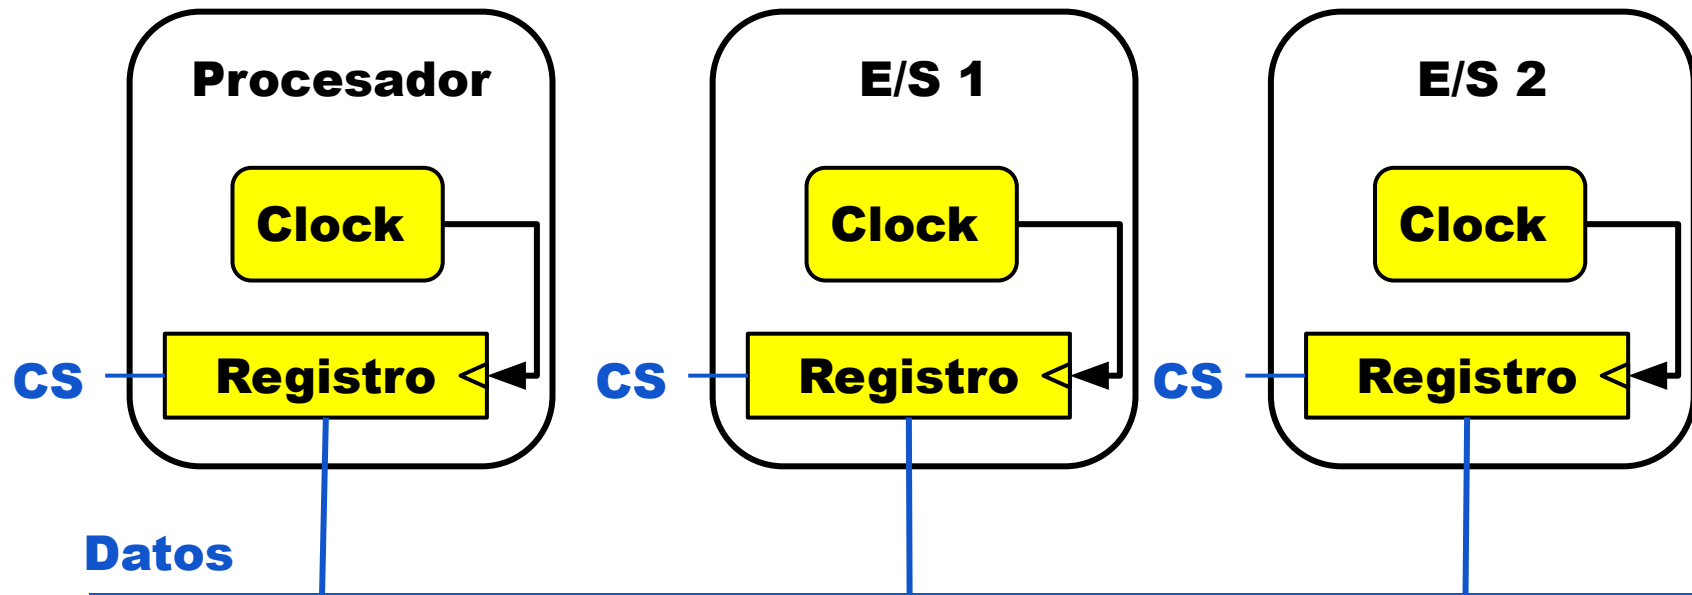 Procesador
E/S 1
E/S 2
Clock
Clock
Clock
CS
Registro
CS
Registro
CS
Registro
Datos